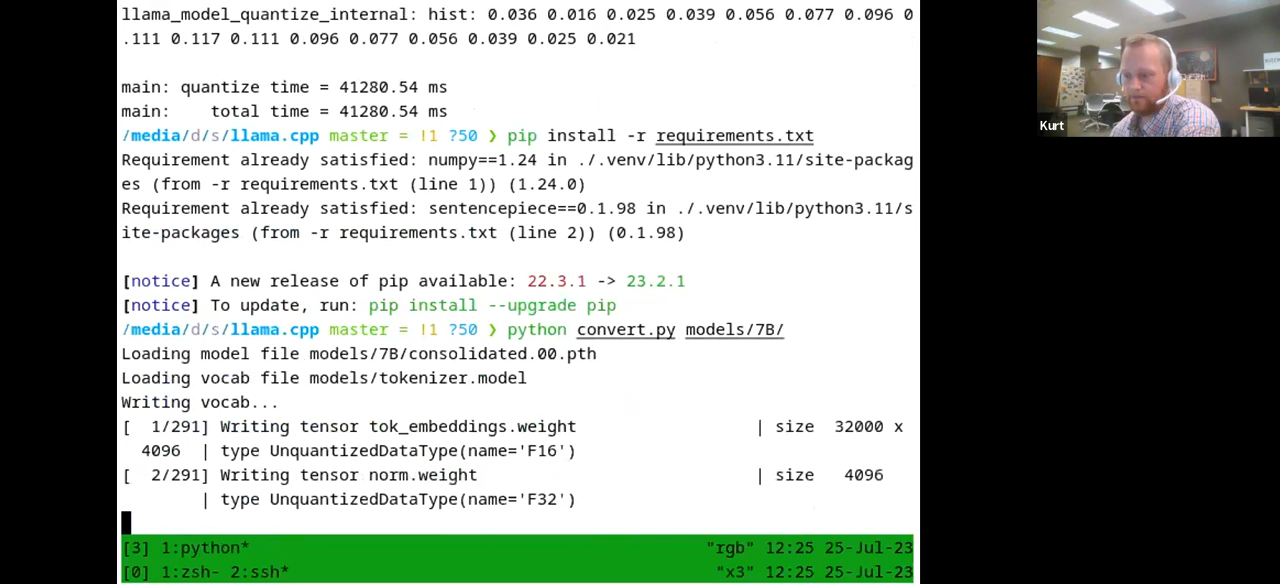 llama_model_quantize_internal: hist: 0.036 0.016 0.025 0.039 0.056 0.077 0.096 0
.111 0.117 0.111 0.096 0.077 0.056 0.039 0.025 0.021
main: quantize time = 41280.54 ms
main:    total time = 41280.54 ms
/media/d/s/llama.cpp master = !1 ?50 ❯ pip install -r requirements.txt
Requirement already satisfied: numpy==1.24 in ./.venv/lib/python3.11/site-packag
es (from -r requirements.txt (line 1)) (1.24.0)
Requirement already satisfied: sentencepiece==0.1.98 in ./.venv/lib/python3.11/s
ite-packages (from -r requirements.txt (line 2)) (0.1.98)
[notice] A new release of pip available: 22.3.1 -> 23.2.1
[notice] To update, run: pip install --upgrade pip
/media/d/s/llama.cpp master = !1 ?50 ❯ python convert.py models/7B/
Loading model file models/7B/consolidated.00.pth
Loading vocab file models/tokenizer.model
Writing vocab...
[  1/291] Writing tensor tok_embeddings.weight                  | size  32000 x
  4096  | type UnquantizedDataType(name='F16')
[  2/291] Writing tensor norm.weight                            | size   4096
        | type UnquantizedDataType(name='F32')
[3] 1:python* "rgb" 12:25 25-Jul-23
[0] 1:zsh- 2:ssh* "x3" 12:25 25-Jul-23
Kurt